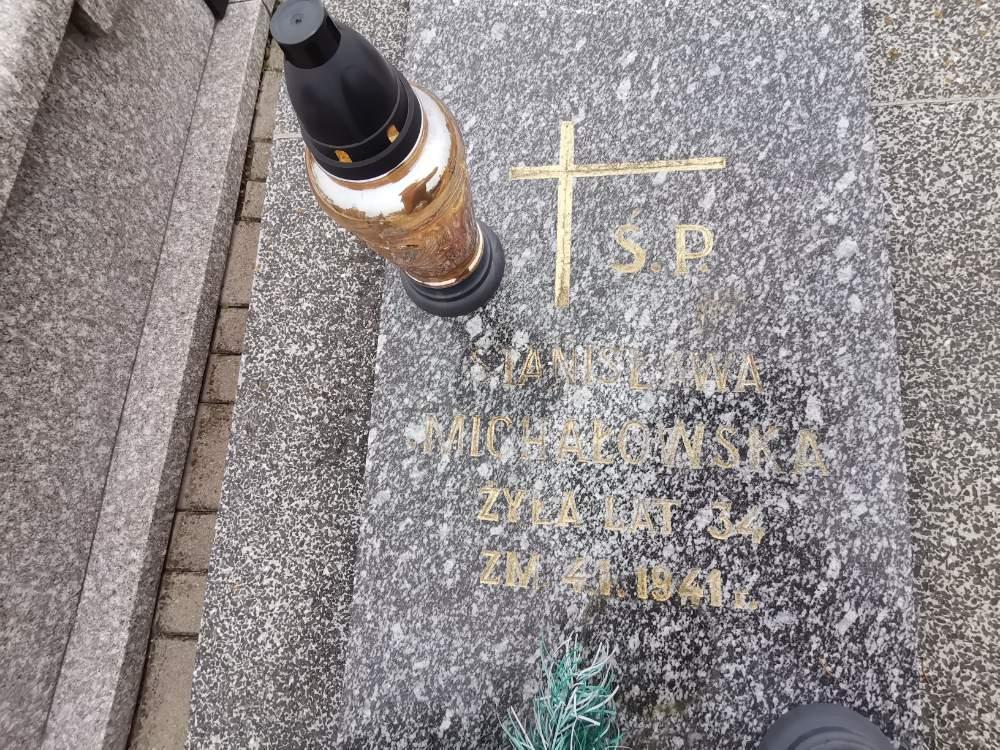 Ś.P.
STANISŁAWA
MICHAŁOWSKA
ŻYŁA LAT 34
ZM. 4.I.1941 r.